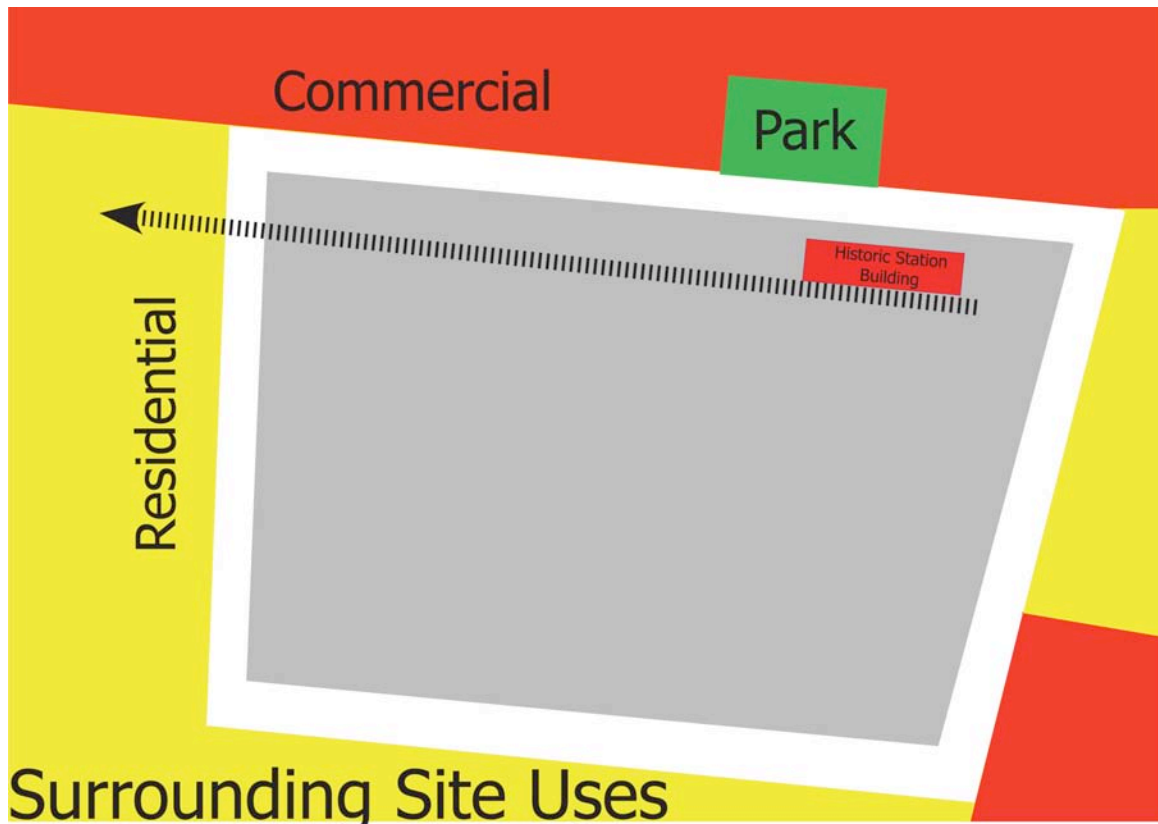 Commercial
Park
Historic Station
Building
Residential
Surrounding Site Uses